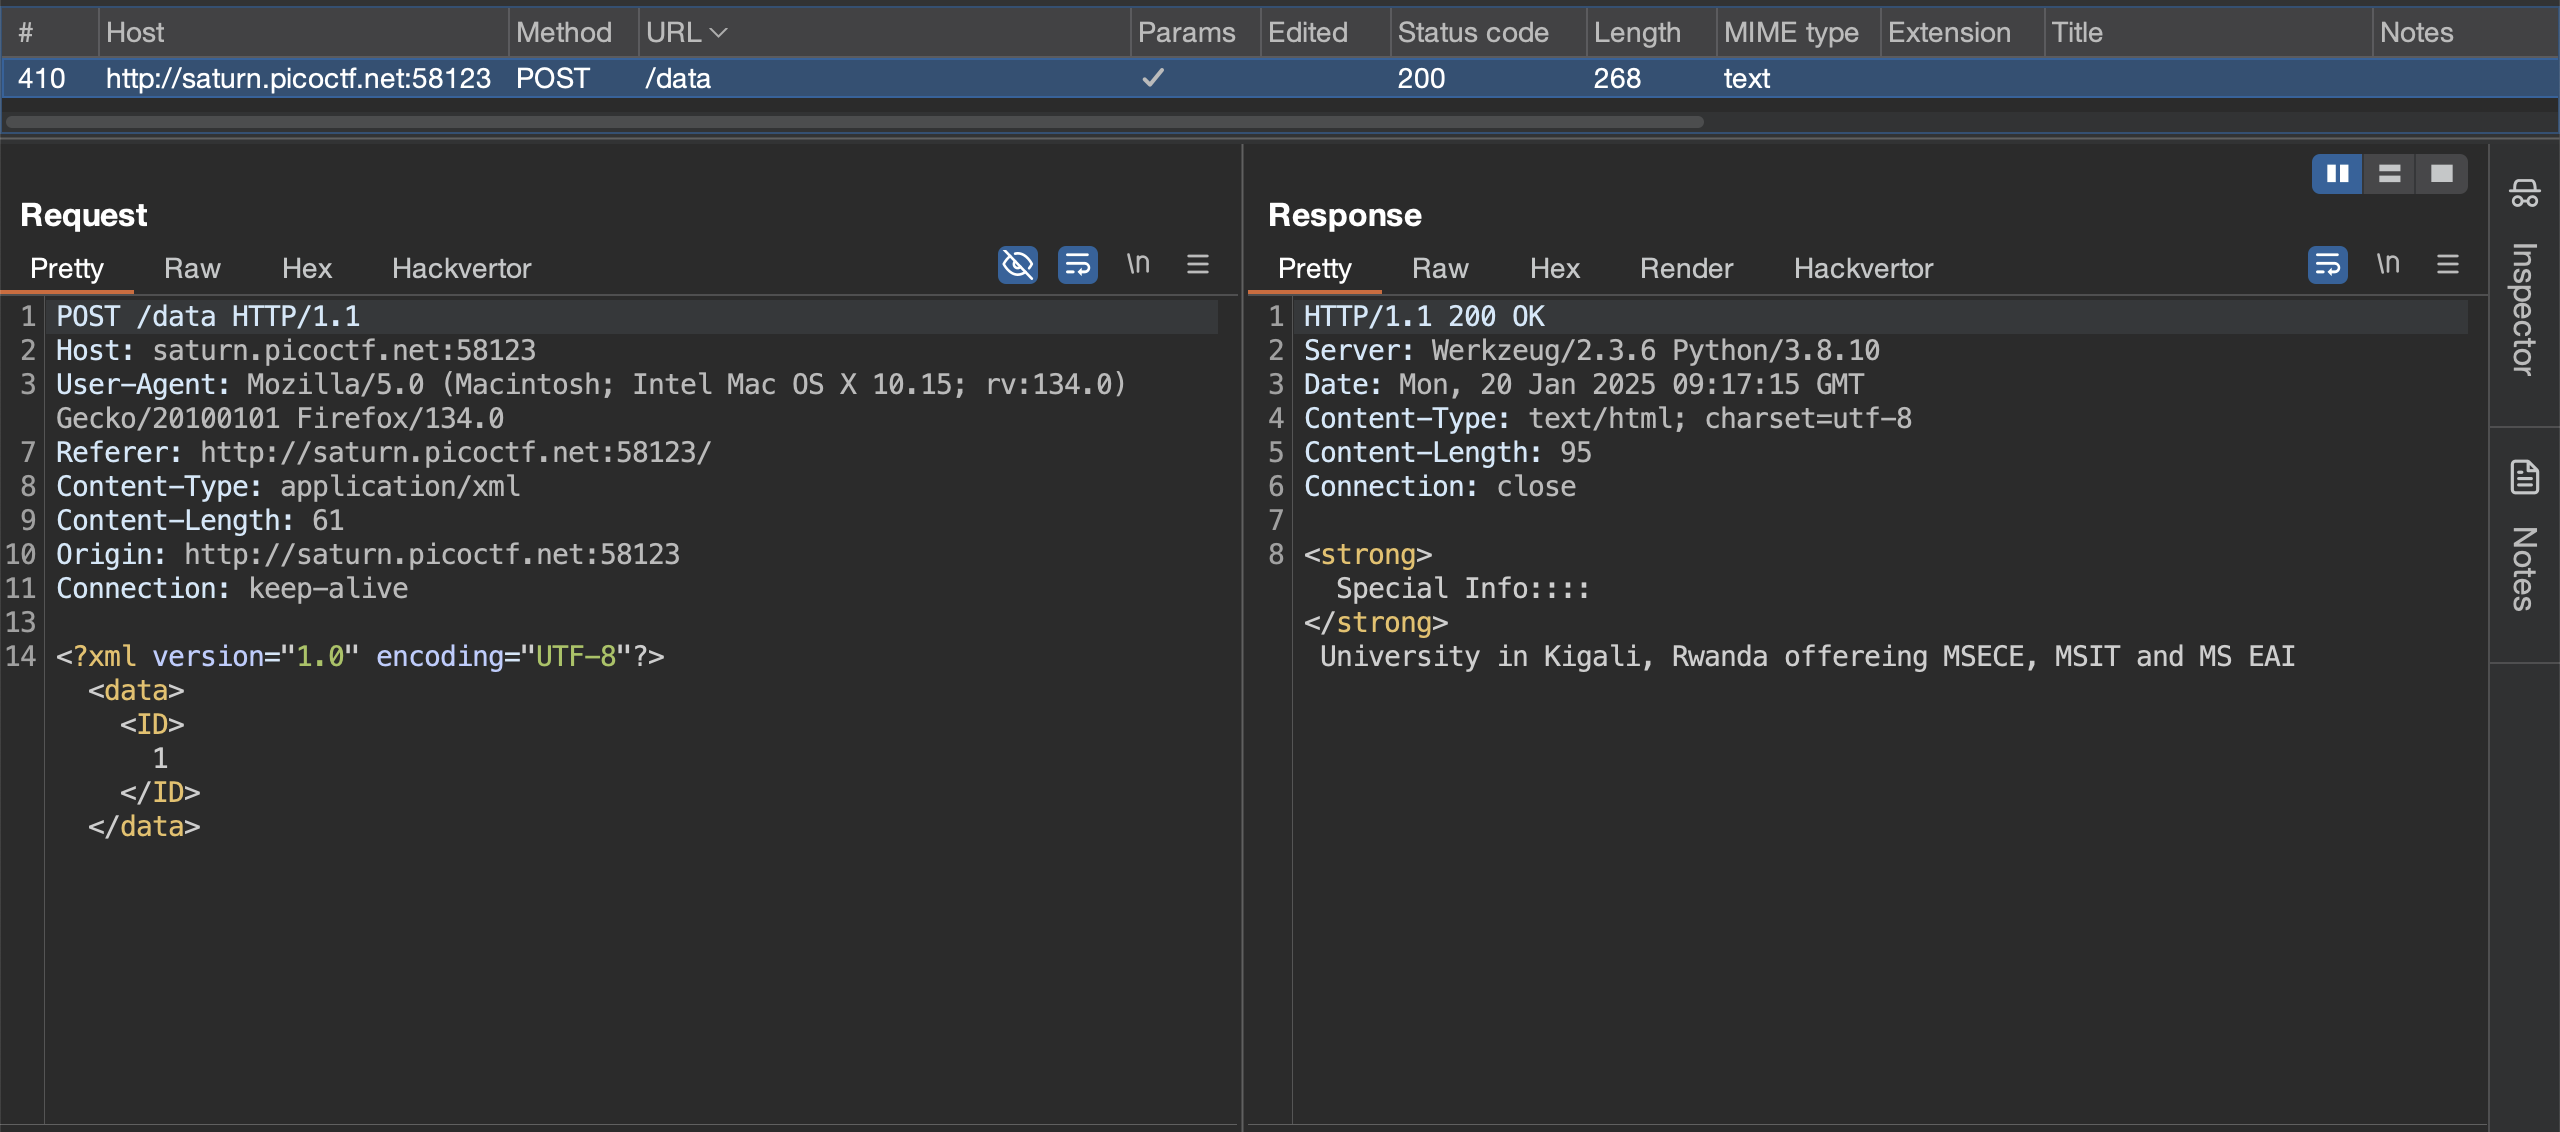 # Host Method URL Params Edited Status code Length MIME type Extension Title Notes
410 http://saturn.picoctf.net:58123 POST /data ✓ 200 268 text
Request
Pretty Raw Hex Hackvertor \n
1 POST /data HTTP/1.1
2 Host: saturn.picoctf.net:58123
3 User-Agent: Mozilla/5.0 (Macintosh; Intel Mac OS X 10.15; rv:134.0)
Gecko/20100101 Firefox/134.0
7 Referer: http://saturn.picoctf.net:58123/
8 Content-Type: application/xml
9 Content-Length: 61
10 Origin: http://saturn.picoctf.net:58123
11 Connection: keep-alive
13
14 <?xml version="1.0" encoding="UTF-8"?>
<data>
<ID>
1
</ID>
</data>
Response
Pretty Raw Hex Render Hackvertor \n
1 HTTP/1.1 200 OK
2 Server: Werkzeug/2.3.6 Python/3.8.10
3 Date: Mon, 20 Jan 2025 09:17:15 GMT
4 Content-Type: text/html; charset=utf-8
5 Content-Length: 95
6 Connection: close
7
8 <strong>
Special Info::::
</strong>
University in Kigali, Rwanda offereing MSECE, MSIT and MS EAI
Inspector
Notes